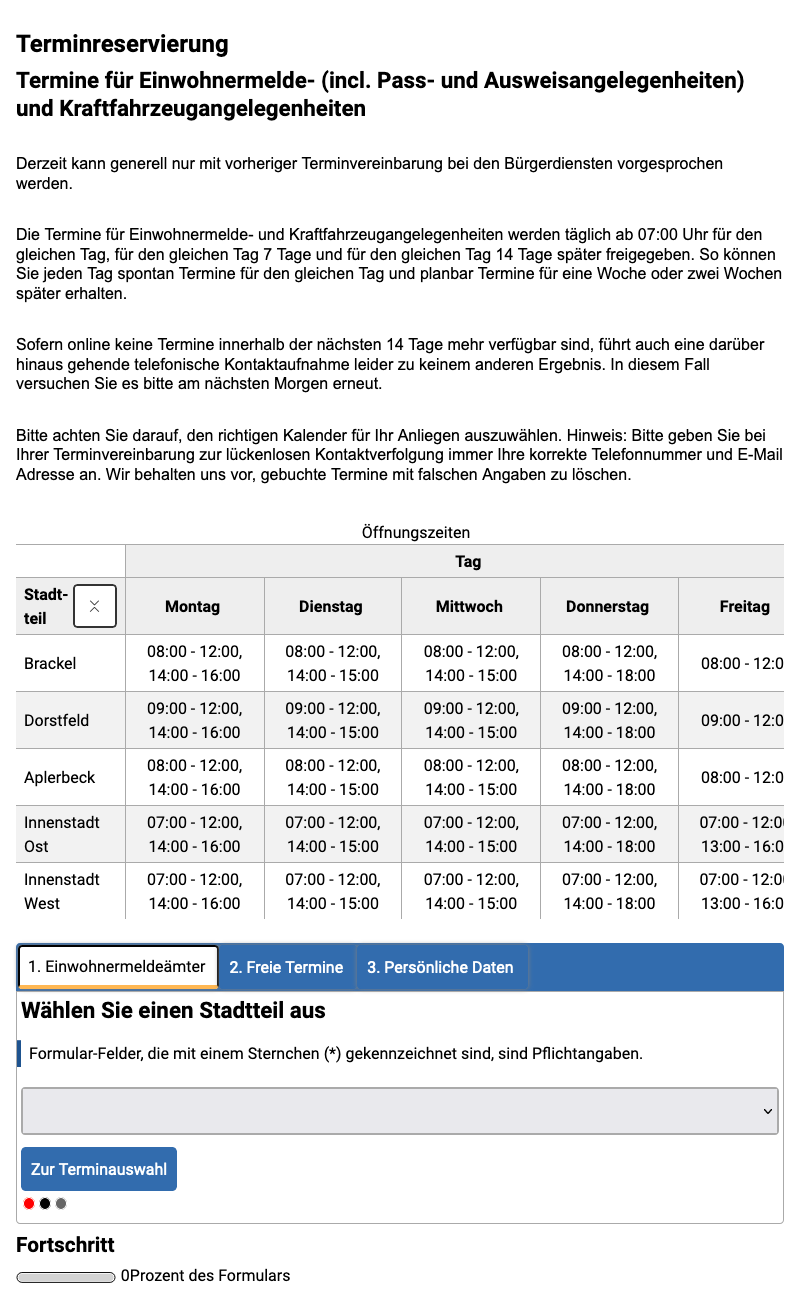 Terminreservierung
Termine für Einwohnermelde- (incl. Pass- und Ausweisangelegenheiten)
und Kraftfahrzeugangelegenheiten
Derzeit kann generell nur mit vorheriger Terminvereinbarung bei den Bürgerdiensten vorgesprochen
werden.
Die Termine für Einwohnermelde- und Kraftfahrzeugangelegenheiten werden täglich ab 07:00 Uhr für den
gleichen Tag, für den gleichen Tag 7 Tage und für den gleichen Tag 14 Tage später freigegeben. So können
Sie jeden Tag spontan Termine für den gleichen Tag und planbar Termine für eine Woche oder zwei Wochen
später erhalten.
Sofern online keine Termine innerhalb der nächsten 14 Tage mehr verfügbar sind, führt auch eine darüber
hinaus gehende telefonische Kontaktaufnahme leider zu keinem anderen Ergebnis. In diesem Fall
versuchen Sie es bitte am nächsten Morgen erneut.
Bitte achten Sie darauf, den richtigen Kalender für Ihr Anliegen auszuwählen. Hinweis: Bitte geben Sie bei
Ihrer Terminvereinbarung zur lückenlosen Kontaktverfolgung immer Ihre korrekte Telefonnummer und E-Mail
Adresse an. Wir behalten uns vor, gebuchte Termine mit falschen Angaben zu löschen.
Öffnungszeiten
Tag
Stadt-
teil Montag Dienstag Mittwoch Donnerstag Freitag
Brackel 08:00 - 12:00, 08:00 - 12:00, 08:00 - 12:00, 08:00 - 12:00, 08:00 - 12:0
14:00 - 16:00 14:00 - 15:00 14:00 - 15:00 14:00 - 18:00
Dorstfeld 09:00 - 12:00, 09:00 - 12:00, 09:00 - 12:00, 09:00 - 12:00, 09:00 - 12:0
14:00 - 16:00 14:00 - 15:00 14:00 - 15:00 14:00 - 18:00
Aplerbeck 08:00 - 12:00, 08:00 - 12:00, 08:00 - 12:00, 08:00 - 12:00, 08:00 - 12:0
14:00 - 16:00 14:00 - 15:00 14:00 - 15:00 14:00 - 18:00
Innenstadt 07:00 - 12:00, 07:00 - 12:00, 07:00 - 12:00, 07:00 - 12:00, 07:00 - 12:00
Ost 14:00 - 16:00 14:00 - 15:00 14:00 - 15:00 14:00 - 18:00 13:00 - 16:0
Innenstadt 07:00 - 12:00, 07:00 - 12:00, 07:00 - 12:00, 07:00 - 12:00, 07:00 - 12:00
West 14:00 - 16:00 14:00 - 15:00 14:00 - 15:00 14:00 - 18:00 13:00 - 16:0
1. Einwohnermeldeämter 2. Freie Termine 3. Persönliche Daten
Wählen Sie einen Stadtteil aus
Formular-Felder, die mit einem Sternchen (*) gekennzeichnet sind, sind Pflichtangaben.
Zur Terminauswahl
Fortschritt
0Prozent des Formulars